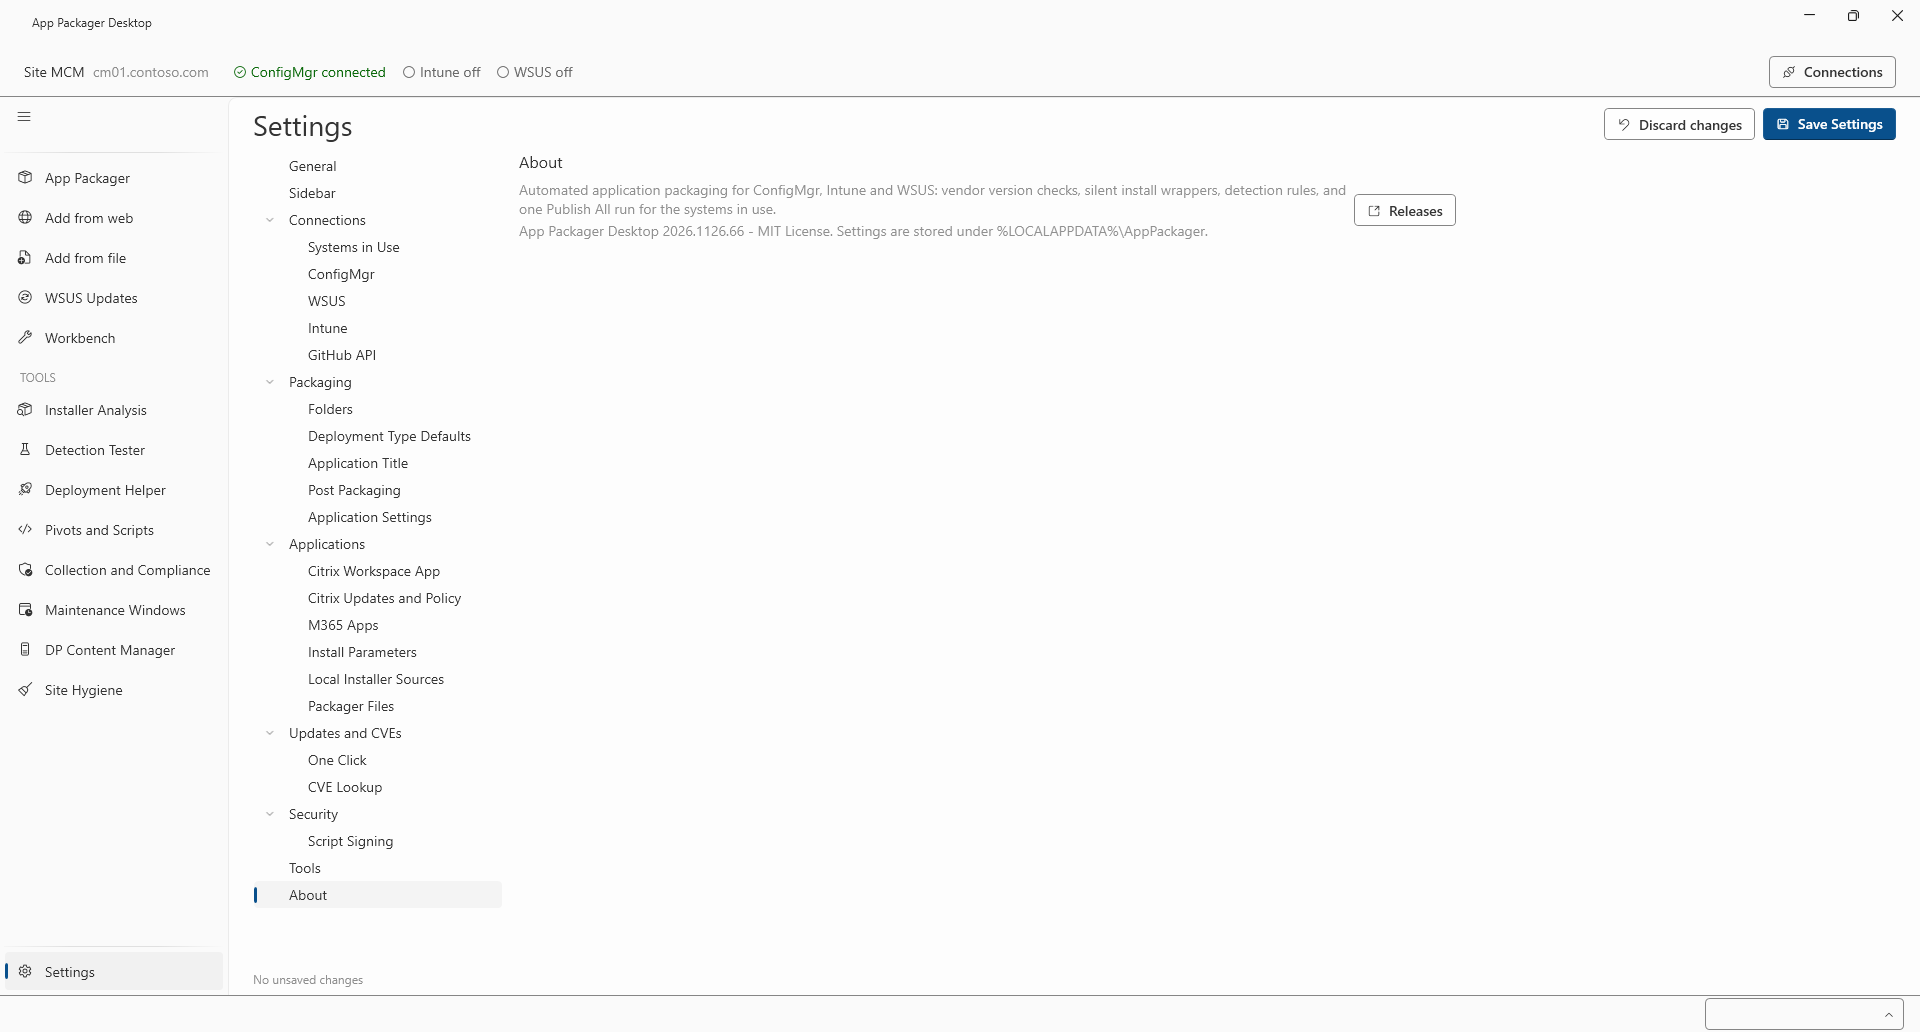 App Packager Desktop
Site MCM cm01.contoso.com ConfigMgr connected Intune off WSUS off Connections
Settings
Discard changes Save Settings
App Packager
Add from web
Add from file
WSUS Updates
Workbench
TOOLS
Installer Analysis
Detection Tester
Deployment Helper
Pivots and Scripts
Collection and Compliance
Maintenance Windows
DP Content Manager
Site Hygiene
Settings
General
Sidebar
Connections
Systems in Use
ConfigMgr
WSUS
Intune
GitHub API
Packaging
Folders
Deployment Type Defaults
Application Title
Post Packaging
Application Settings
Applications
Citrix Workspace App
Citrix Updates and Policy
M365 Apps
Install Parameters
Local Installer Sources
Packager Files
Updates and CVEs
One Click
CVE Lookup
Security
Script Signing
Tools
About
About
Automated application packaging for ConfigMgr, Intune and WSUS: vendor version checks, silent install wrappers, detection rules, and
one Publish All run for the systems in use.
App Packager Desktop 2026.1126.66 - MIT License. Settings are stored under %LOCALAPPDATA%\AppPackager.
Releases
No unsaved changes